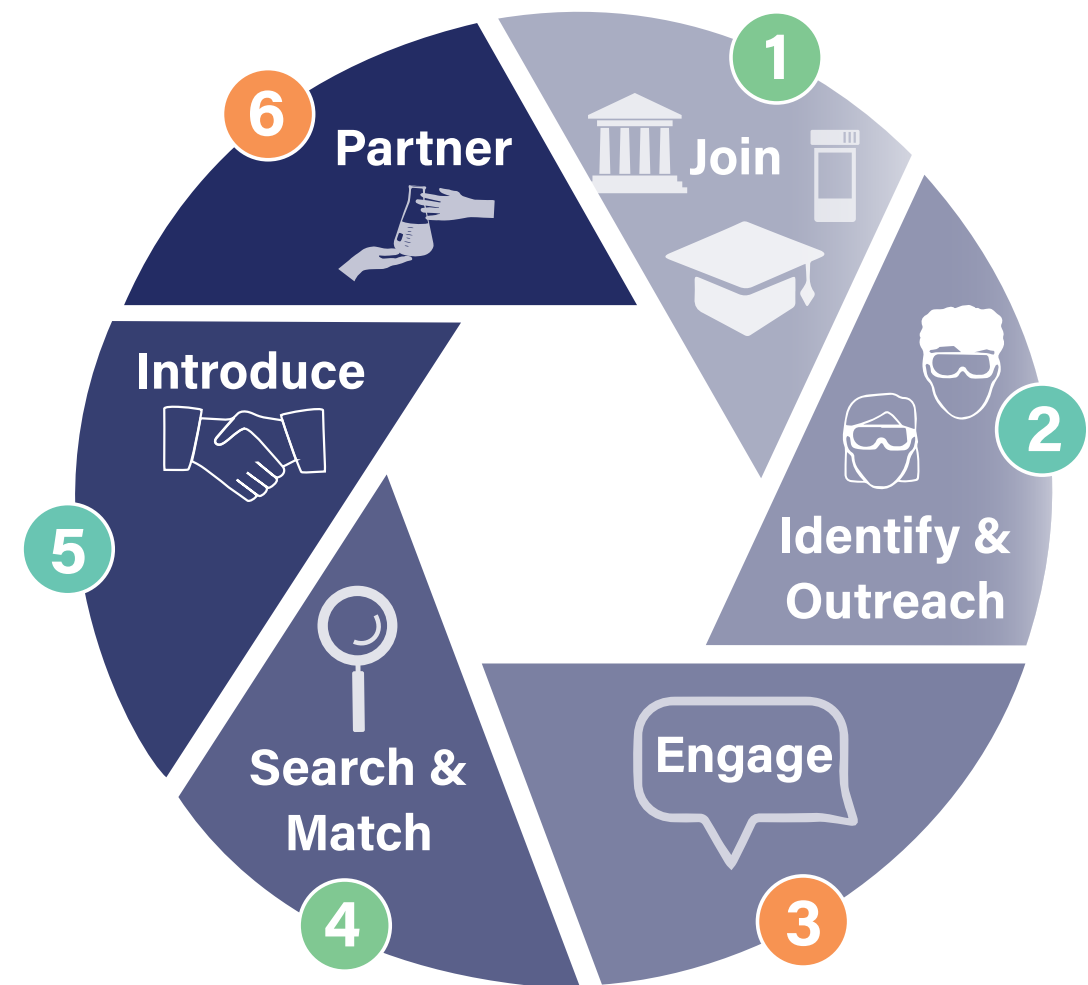 1
Join
2
Identify &
Outreach
3
Engage
4
Search &
Match
5
Introduce
6
Partner